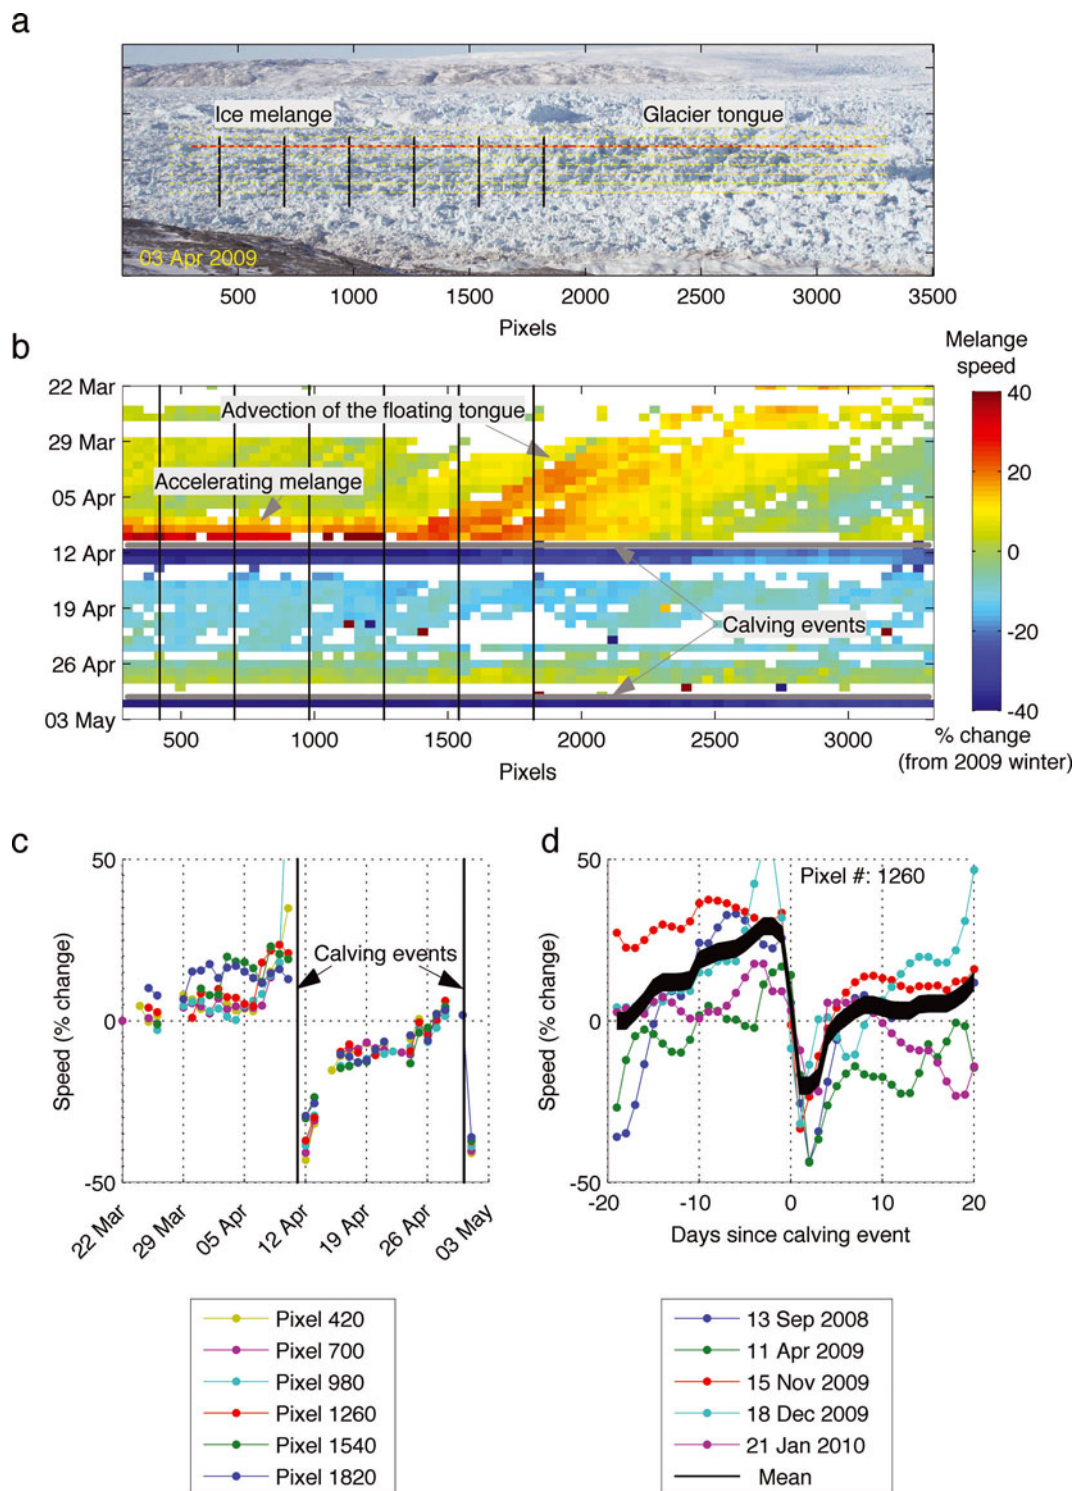 a
Ice melange
Glacier tongue
03 Apr 2009
500 1000 1500 2000 2500 3000 3500
Pixels
b
Melange speed
22 Mar
29 Mar
05 Apr
12 Apr
19 Apr
26 Apr
03 May
Advection of the floating tongue
Accelerating melange
Calving events
500 1000 1500 2000 2500 3000
Pixels
40
20
0
-20
-40
% change
(from 2009 winter)
c
50
0
-50
Speed (% change)
Calving events
22 Mar 29 Mar 05 Apr 12 Apr 19 Apr 26 Apr 03 May
Pixel 420
Pixel 700
Pixel 980
Pixel 1260
Pixel 1540
Pixel 1820
d
50
0
-50
Speed (% change)
Pixel #: 1260
-20 -10 0 10 20
Days since calving event
13 Sep 2008
11 Apr 2009
15 Nov 2009
18 Dec 2009
21 Jan 2010
Mean